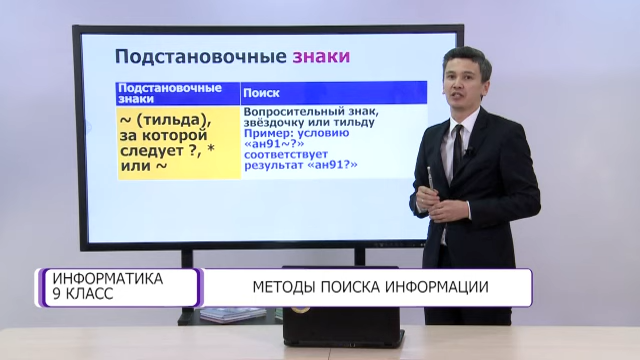 Подстановочные знаки
Подстановочные
знаки
Поиск
~ (тильда),
за которой
следует ?, *
или ~
Вопросительный знак,
звёздочку или тильду
Пример: условию
«ан91~?»
соответствует
результат «ан91?»
ИНФОРМАТИКА
9 КЛАСС
МЕТОДЫ ПОИСКА ИНФОРМАЦИИ